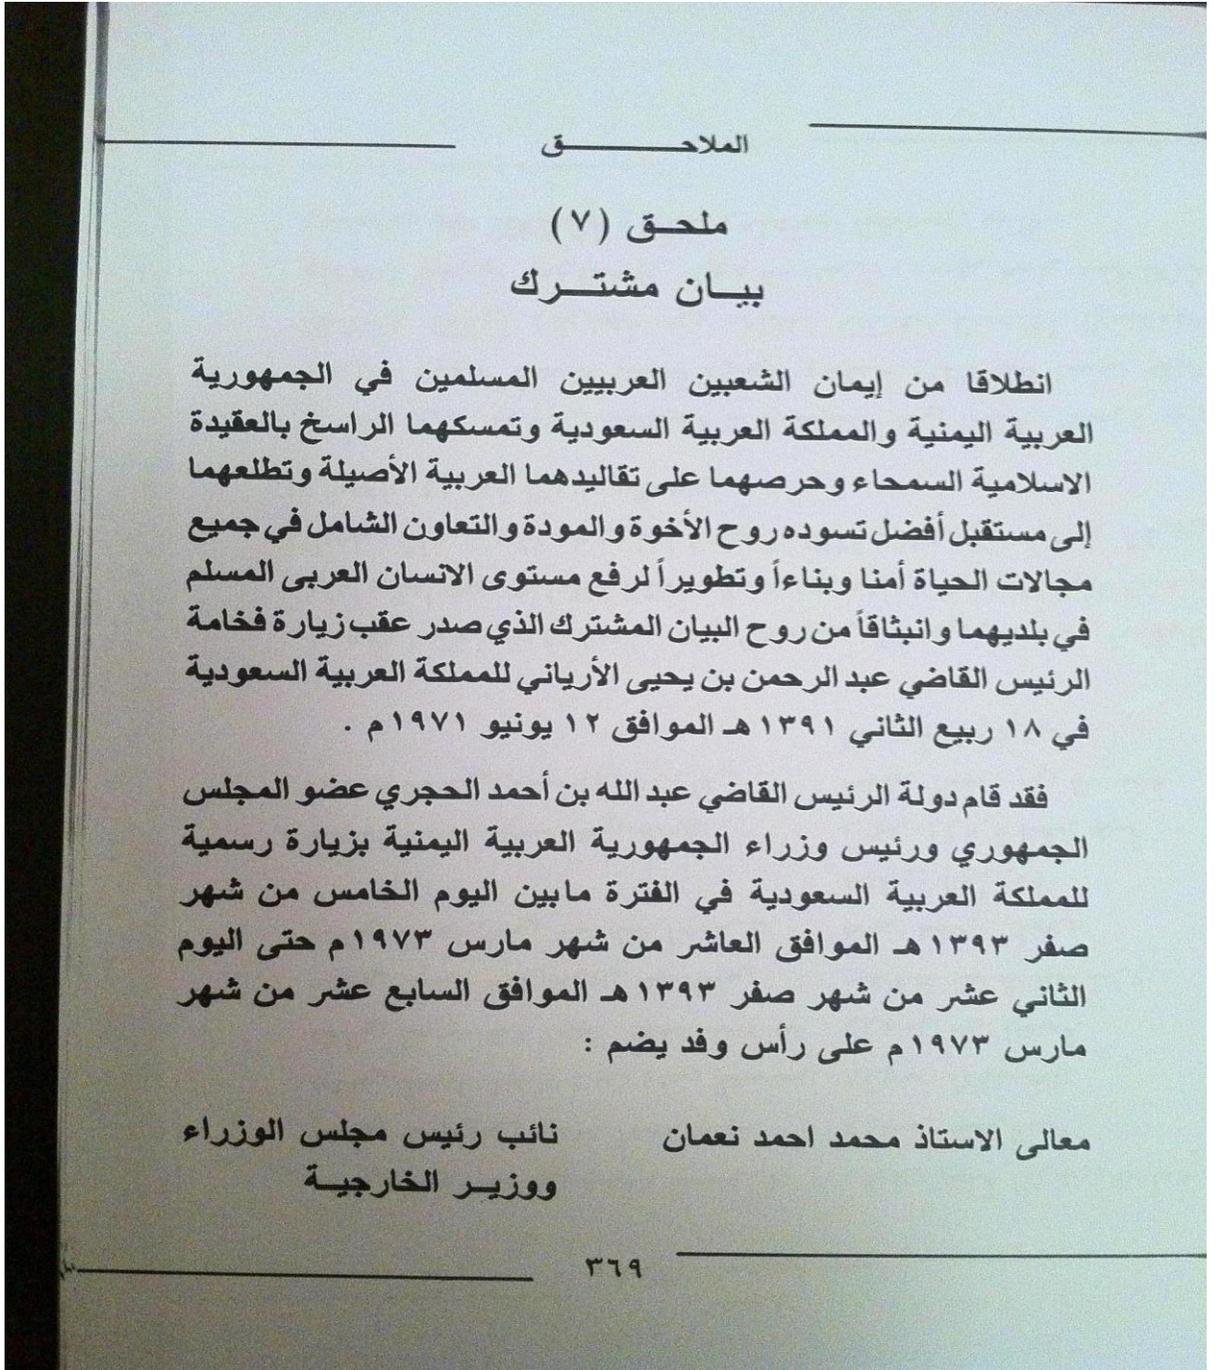 الملاحـــــــــــق
ملحـــق (٧)
بيـــان مشتـــرك
انطلاقا من إيمان الشعبين العربيين المسلمين في الجمهورية
العربية اليمنية والمملكة العربية السعودية وتمسكهما الراسخ بالعقيدة
الاسلامية السمحاء وحرصهما على تقاليدهما العربية الأصيلة وتطلعهما
إلى مستقبل أفضل تسوده روح الأخوة والمودة والتعاون الشامل في جميع
مجالات الحياة أمنا وبناءاً وتطويراً لرفع مستوى الانسان العربى المسلم
في بلديهما وانبثاقاً من روح البيان المشترك الذي صدر عقب زيارة فخامة
الرئيس القاضي عبد الرحمن بن يحيى الأرياني للمملكة العربية السعودية
في ١٨ ربيع الثاني ١٣٩١ هـ الموافق ١٢ يونيو ١٩٧١م .
فقد قام دولة الرئيس القاضي عبد الله بن أحمد الحجري عضو المجلس
الجمهوري ورئيس وزراء الجمهورية العربية اليمنية بزيارة رسمية
للمملكة العربية السعودية في الفترة مابين اليوم الخامس من شهر
صفر ١٣٩٣ هـ الموافق العاشر من شهر مارس ١٩٧٣م حتى اليوم
الثاني عشر من شهر صفر ١٣٩٣ هـ الموافق السابع عشر من شهر
مارس ١٩٧٣م على رأس وفد يضم :
معالى الاستاذ محمد احمد نعمان نائب رئيس مجلس الوزراء
ووزيـــر الخارجيـــة
٣٦٩